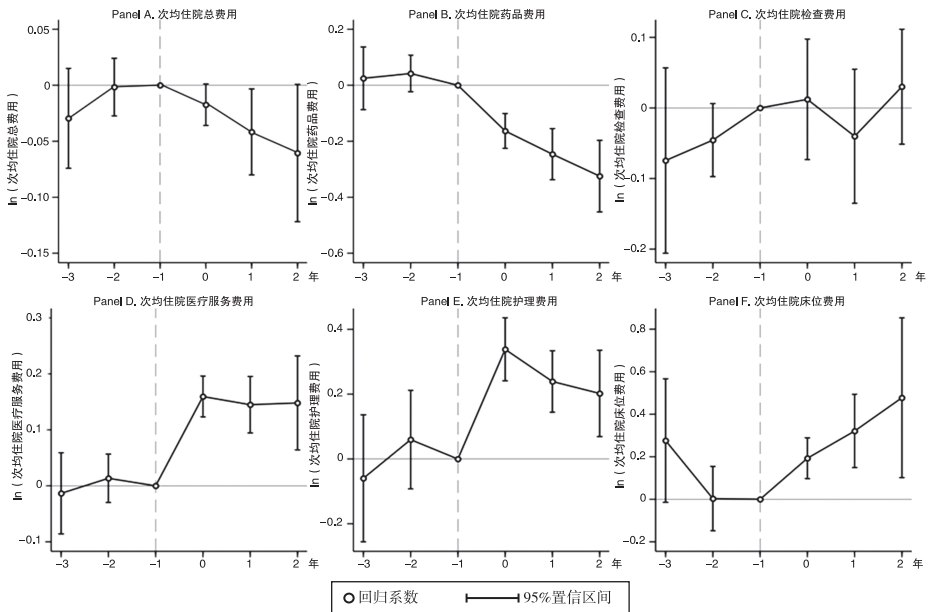 Panel A. 次均住院总费用
ln（次均住院总费用）
0.05
0
-0.05
-0.10
-0.15
-3 -2 -1 0 1 2 年
Panel B. 次均住院药品费用
ln（次均住院药品费用）
0.2
0
-0.2
-0.4
-0.6
-3 -2 -1 0 1 2 年
Panel C. 次均住院检查费用
ln（次均住院检查费用）
0.1
0
-0.1
-0.2
-3 -2 -1 0 1 2 年
Panel D. 次均住院医疗服务费用
ln（次均住院医疗服务费用）
0.3
0.2
0.1
0
-0.1
-3 -2 -1 0 1 2 年
Panel E. 次均住院护理费用
ln（次均住院护理费用）
0.4
0.2
0
-0.2
-3 -2 -1 0 1 2 年
Panel F. 次均住院床位费用
ln（次均住院床位费用）
0.8
0.6
0.4
0.2
0
-0.2
-3 -2 -1 0 1 2 年
回归系数 95%置信区间